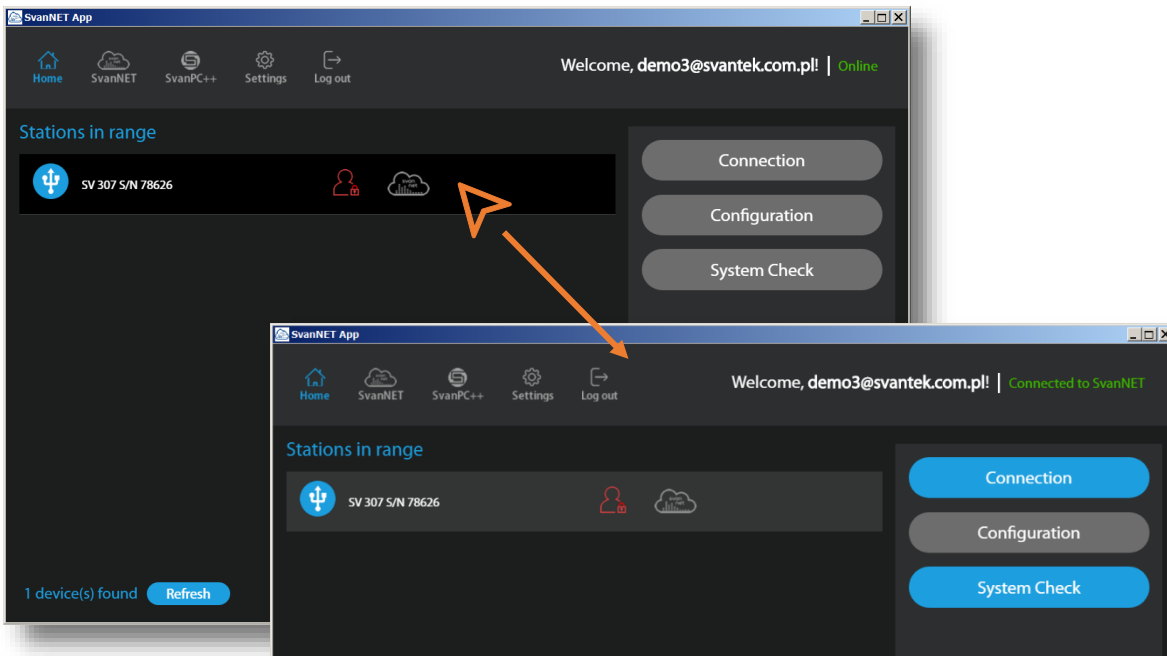 SvanNET App
Home SvanNET SvanPC++ Settings Log out
Welcome, demo3@svantek.com.pl! | Online
Stations in range
SV 307 S/N 78626
Connection
Configuration
System Check
1 device(s) found Refresh
SvanNET App
Home SvanNET SvanPC++ Settings Log out
Welcome, demo3@svantek.com.pl! | Connected to SvanNET
Stations in range
SV 307 S/N 78626
Connection
Configuration
System Check